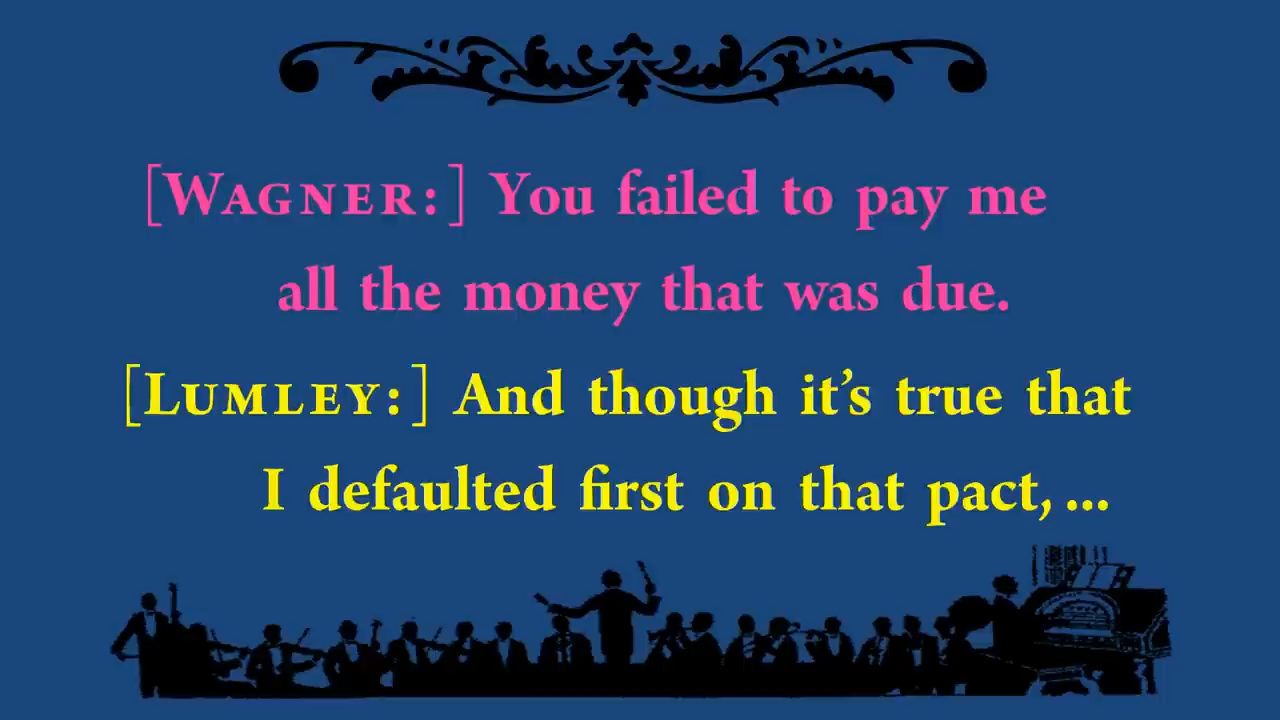 [WAGNER:] You failed to pay me
all the money that was due.
[LUMLEY:] And though it’s true that
I defaulted first on that pact, ...